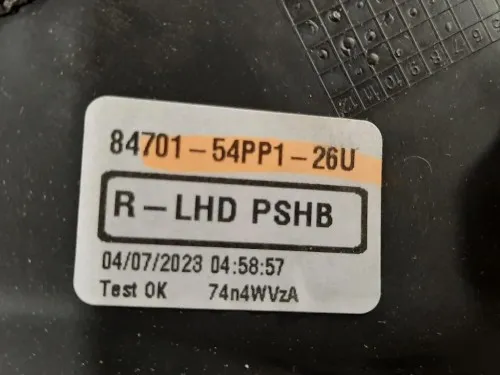 84701-54PP1-26U
R-LHD PSHB
04/07/2023 04:58:57
Test OK 74n4WVzA